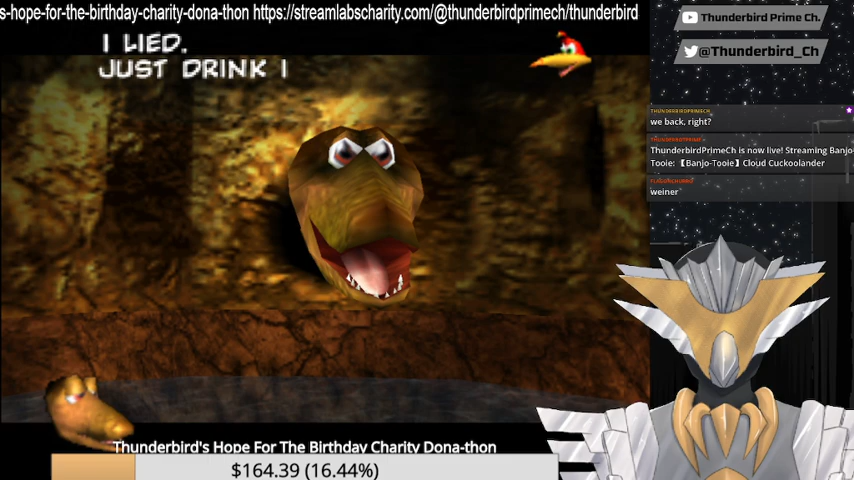 s-hope-for-the-birthday-charity-dona-thon https://streamlabscharity.com/@thunderbirdprimech/thunderbird
I LIED.
JUST DRINK I
Thunderbird Prime Ch.
@Thunderbird_Ch
THUNDERBIRDPRIMECH
we back, right?
ThunderbirdPrimeCh is now live! Streaming Banjo-
Tooie: 【Banjo-Tooie】Cloud Cuckoolander
weiner
Thunderbird's Hope For The Birthday Charity Dona-thon
$164.39 (16.44%)